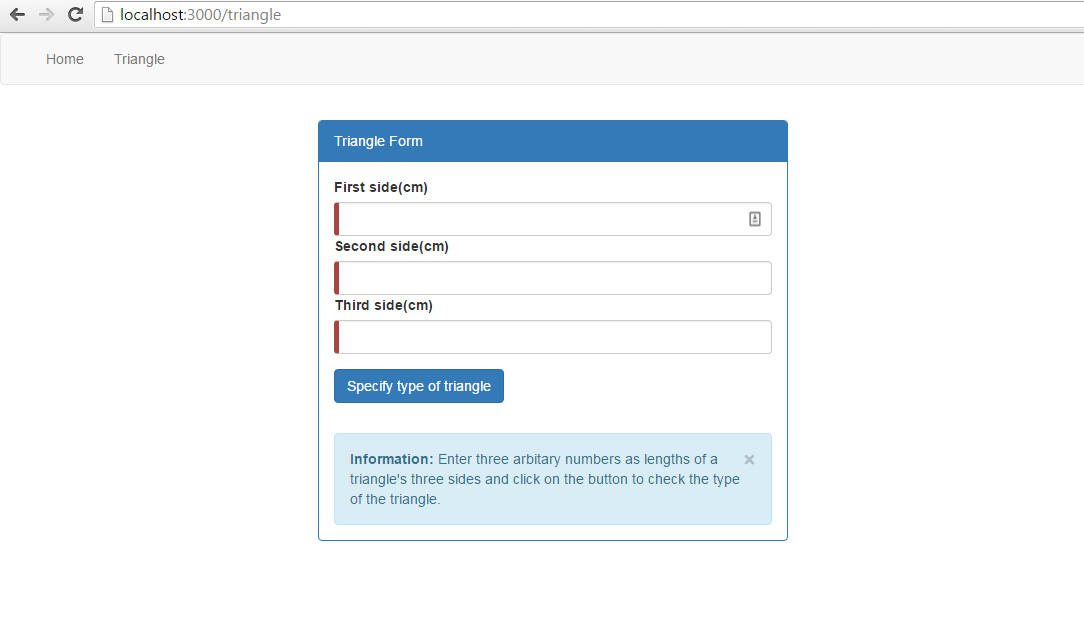 localhost:3000/triangle
Home Triangle
Triangle Form
First side(cm)
Second side(cm)
Third side(cm)
Specify type of triangle
Information: Enter three arbitary numbers as lengths of a ×
triangle's three sides and click on the button to check the type
of the triangle.